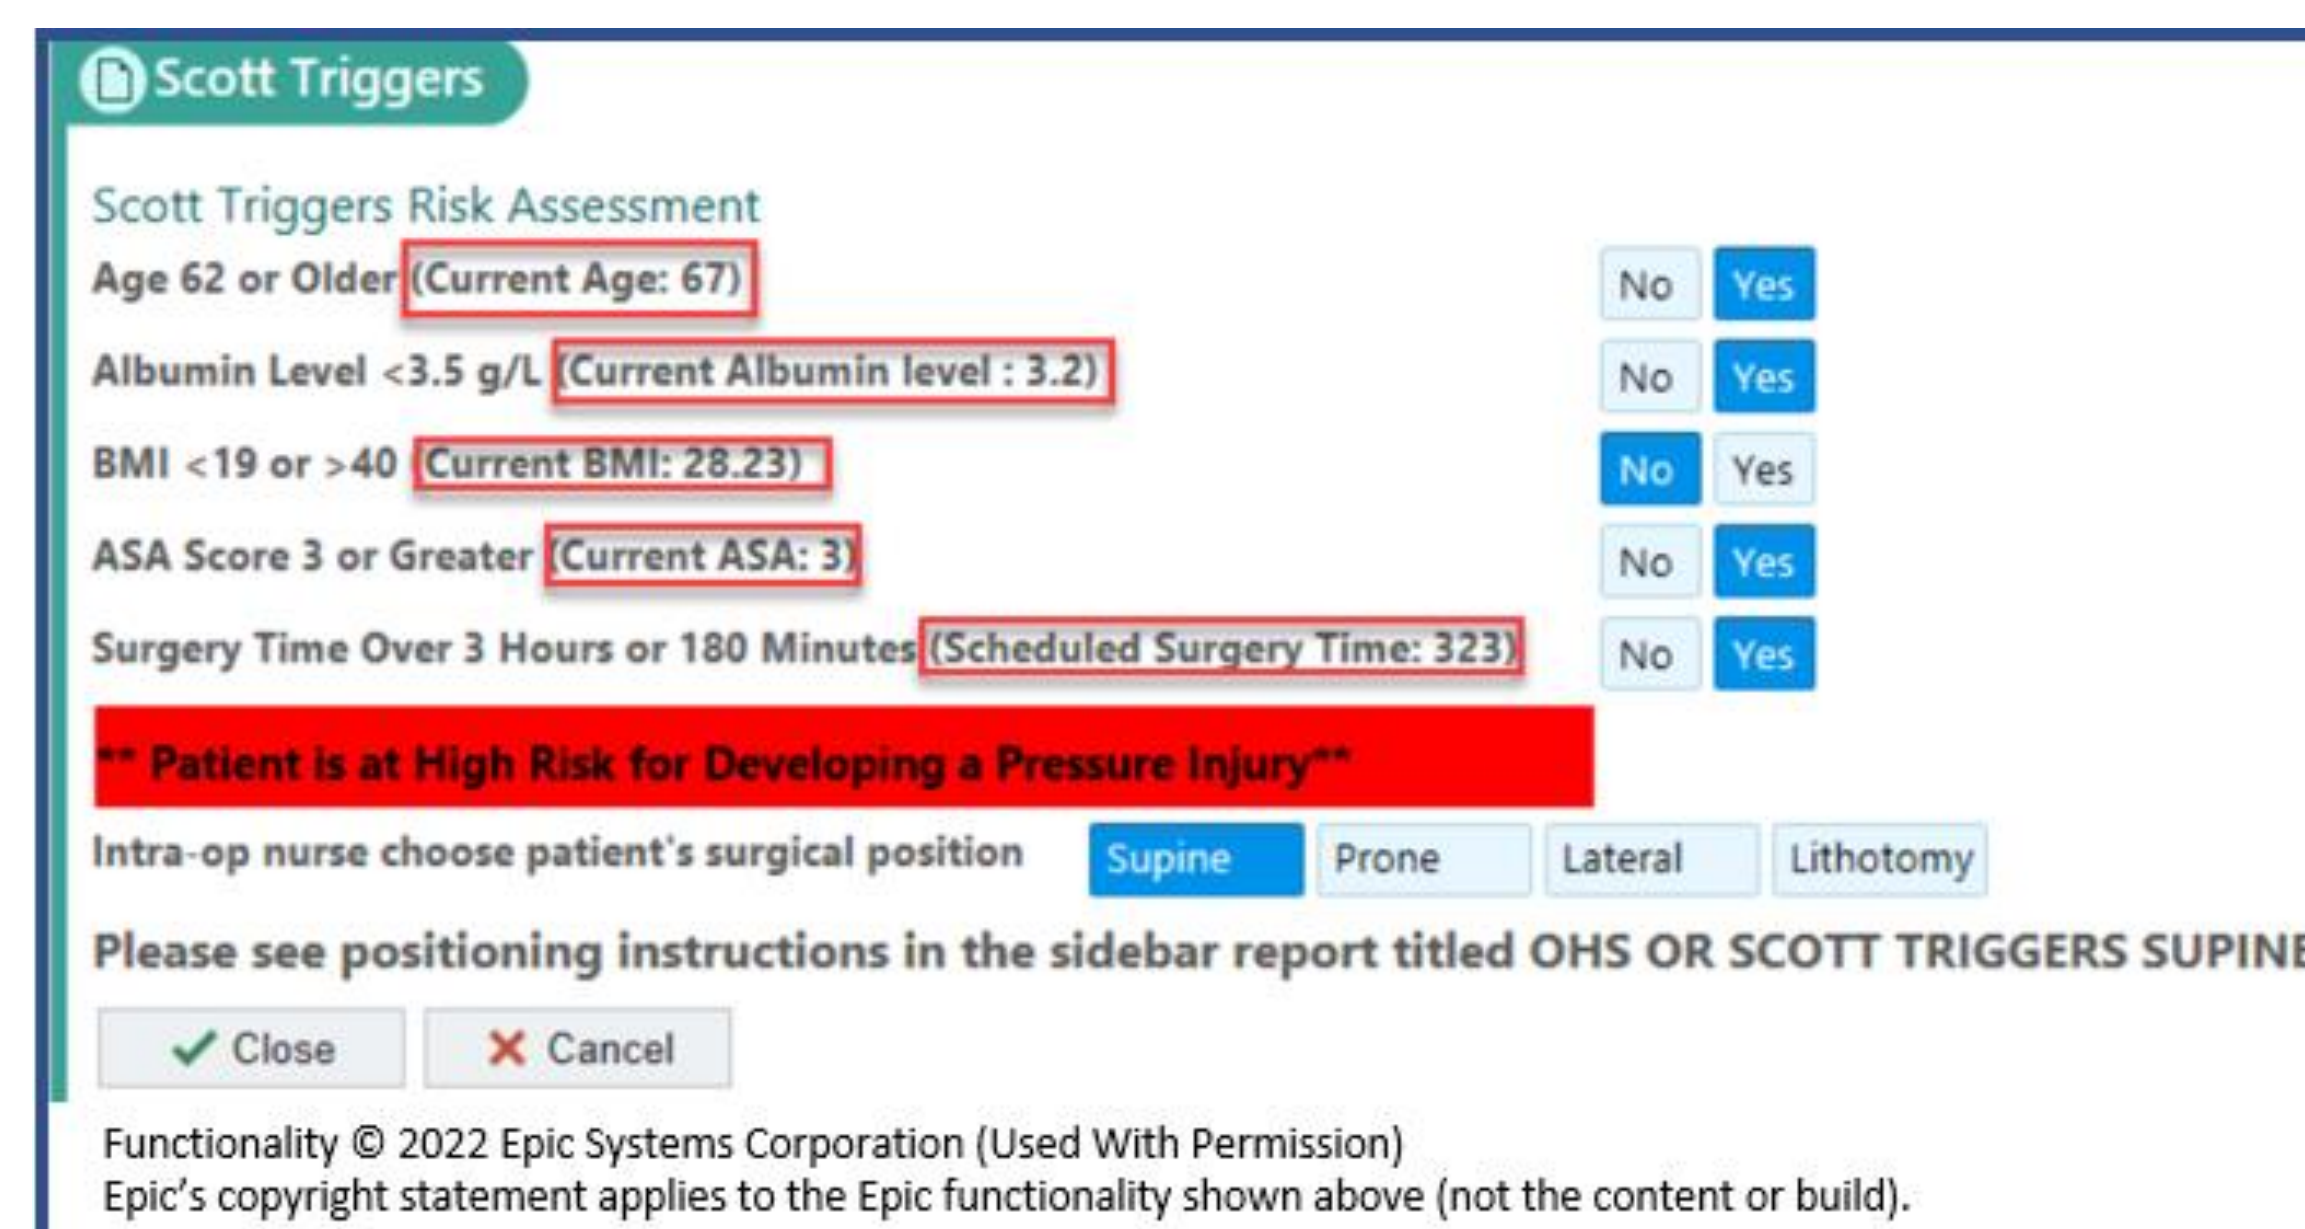 Scott Triggers
Scott Triggers Risk Assessment
Age 62 or Older (Current Age: 67) No Yes
Albumin Level <3.5 g/L (Current Albumin level : 3.2) No Yes
BMI <19 or >40 (Current BMI: 28.23) No Yes
ASA Score 3 or Greater (Current ASA: 3) No Yes
Surgery Time Over 3 Hours or 180 Minutes (Scheduled Surgery Time: 323) No Yes
** Patient is at High Risk for Developing a Pressure Injury**
Intra-op nurse choose patient's surgical position Supine Prone Lateral Lithotomy
Please see positioning instructions in the sidebar report titled OHS OR SCOTT TRIGGERS SUPINE
Close Cancel
Functionality © 2022 Epic Systems Corporation (Used With Permission)
Epic’s copyright statement applies to the Epic functionality shown above (not the content or build).